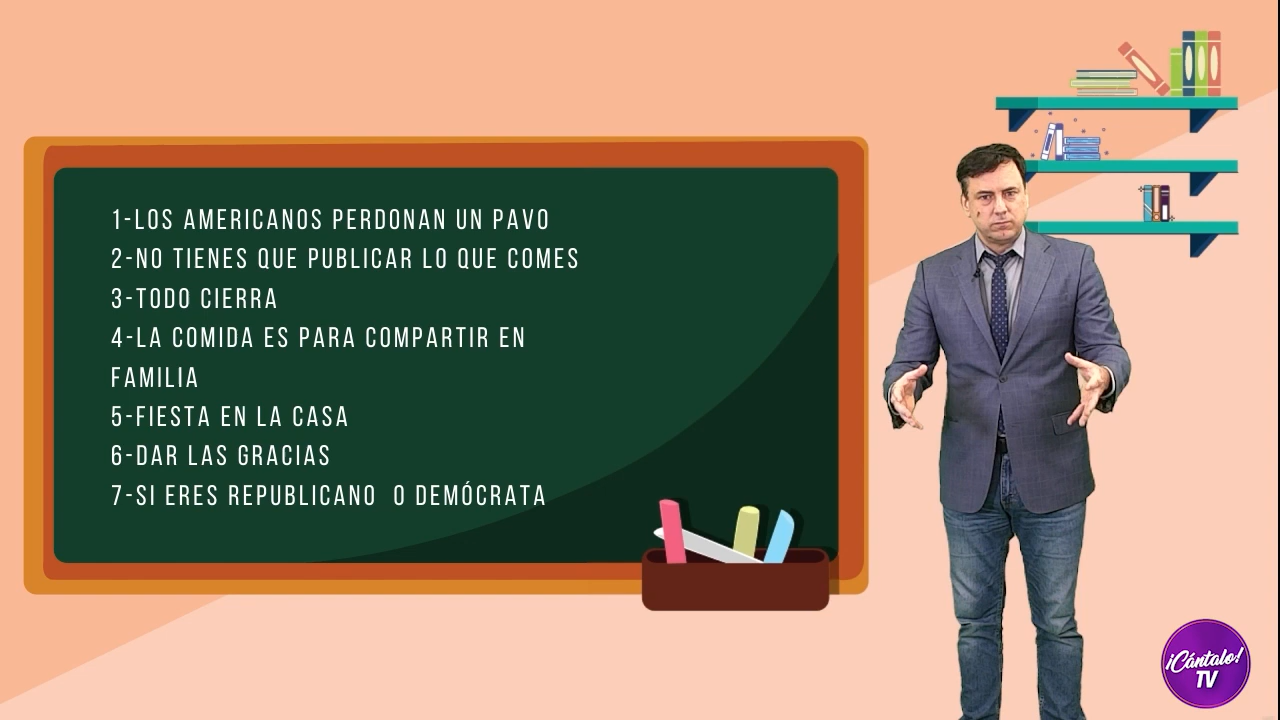 1-LOS AMERICANOS PERDONAN UN PAVO
2-NO TIENES QUE PUBLICAR LO QUE COMES
3-TODO CIERRA
4-LA COMIDA ES PARA COMPARTIR EN
FAMILIA
5-FIESTA EN LA CASA
6-DAR LAS GRACIAS
7-SI ERES REPUBLICANO O DEMÓCRATA
¡Cántalo!
TV